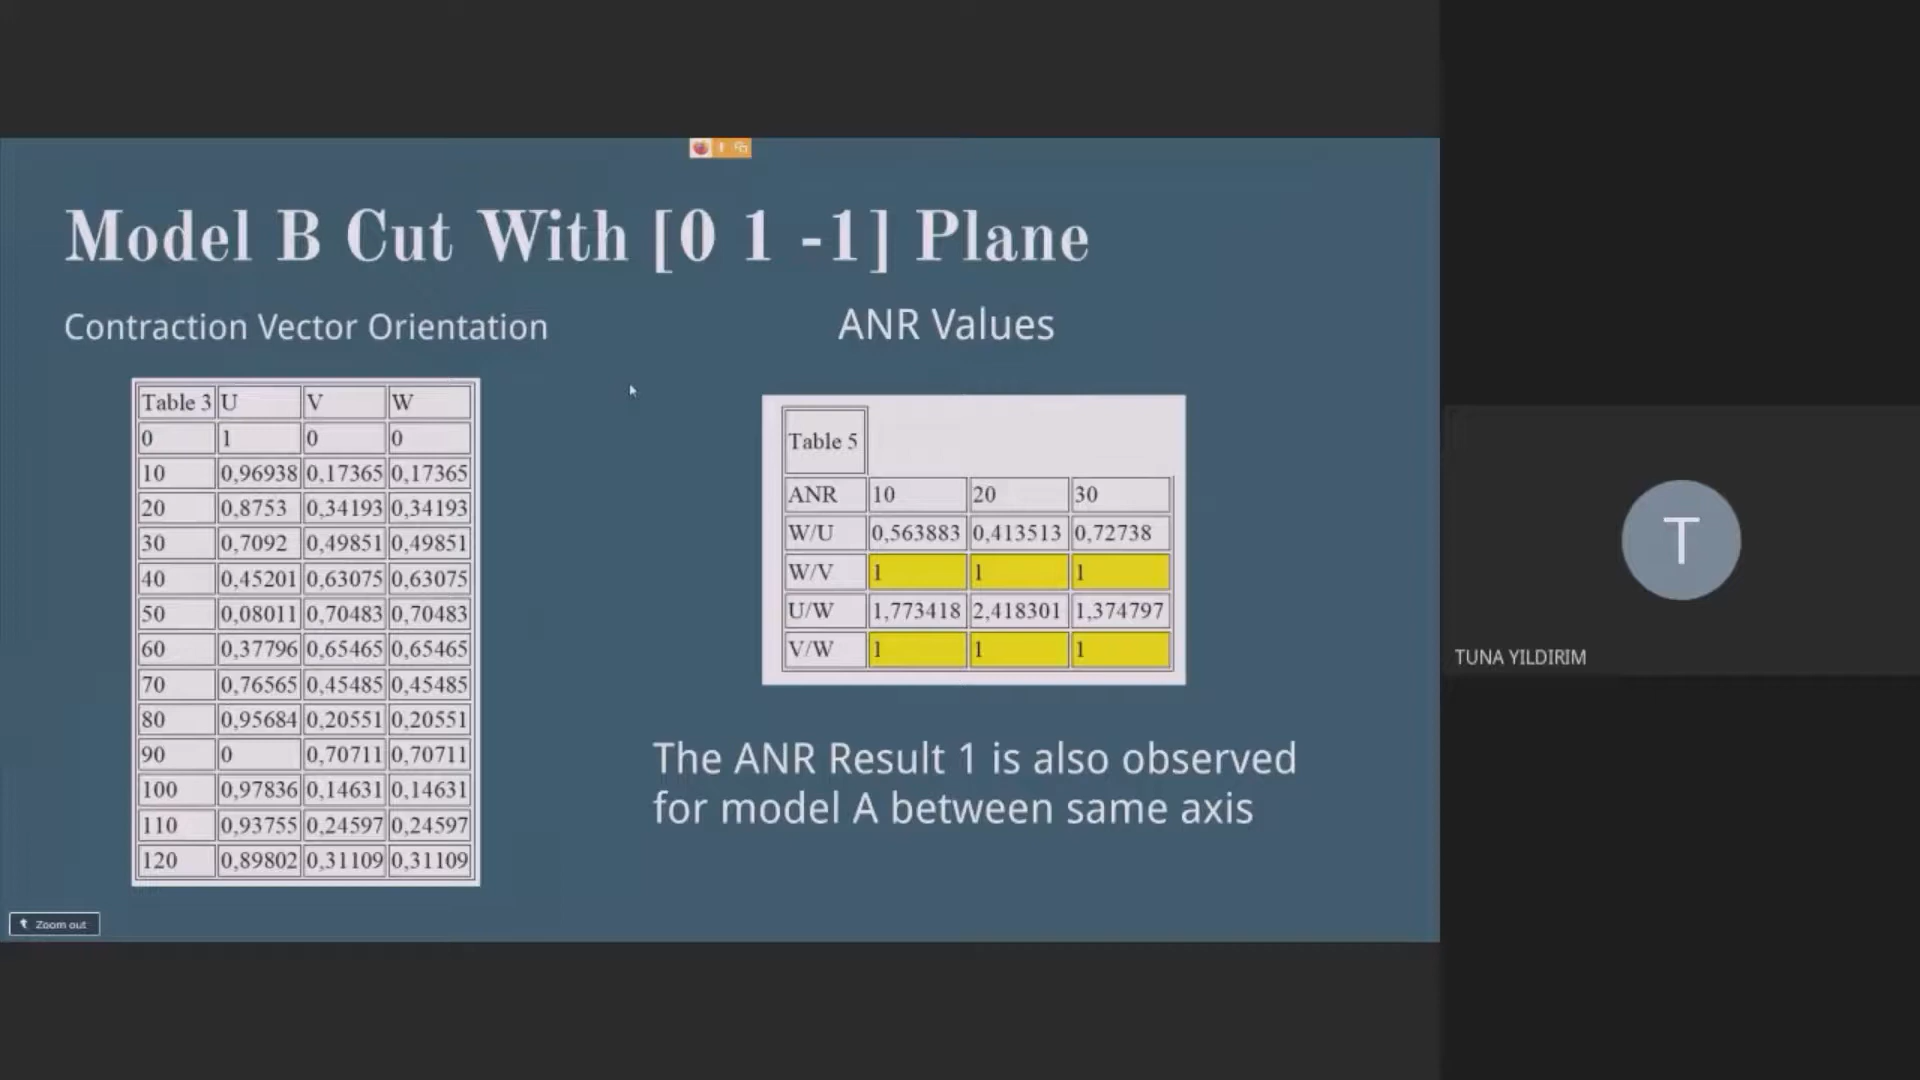 Model B Cut With [0 1 -1] Plane
Contraction Vector Orientation
Table 3 U V W
0 1 0 0
10 0,96938 0,17365 0,17365
20 0,8753 0,34193 0,34193
30 0,7092 0,49851 0,49851
40 0,45201 0,63075 0,63075
50 0,08011 0,70483 0,70483
60 0,37796 0,65465 0,65465
70 0,76565 0,45485 0,45485
80 0,95684 0,20551 0,20551
90 0 0,70711 0,70711
100 0,97836 0,14631 0,14631
110 0,93755 0,24597 0,24597
120 0,89802 0,31109 0,31109
ANR Values
Table 5
ANR 10 20 30
W/U 0,563883 0,413513 0,72738
W/V 1 1 1
U/W 1,773418 2,418301 1,374797
V/W 1 1 1
The ANR Result 1 is also observed
for model A between same axis
Zoom out
T
TUNA YILDIRIM